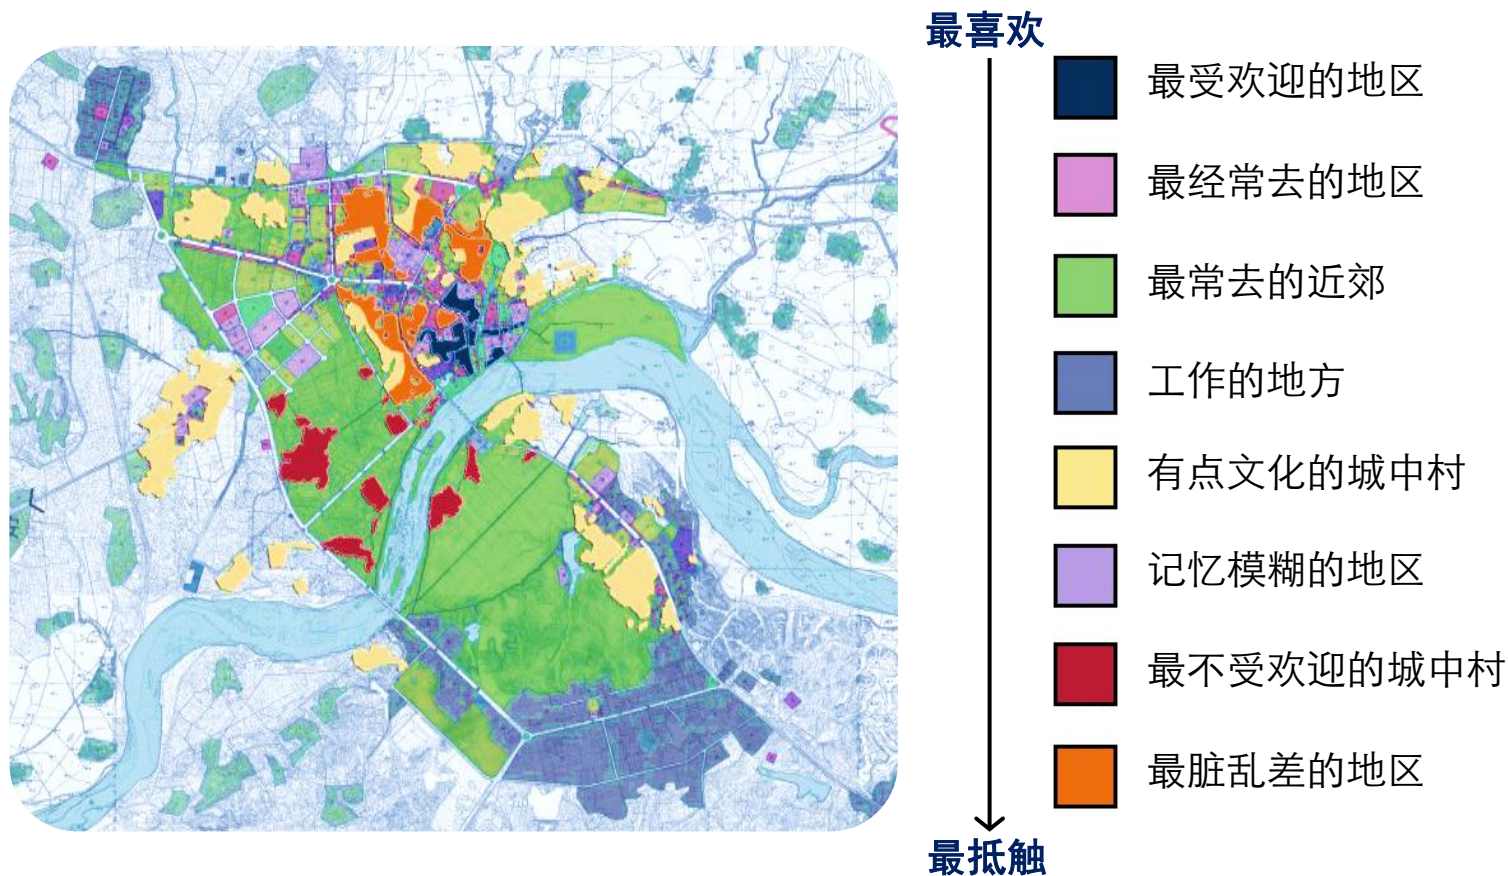 最喜欢
最受欢迎的地区
最经常去的地区
最常去的近郊
工作的地方
有点文化的城中村
记忆模糊的地区
最不受欢迎的城中村
最脏乱差的地区
最抵触